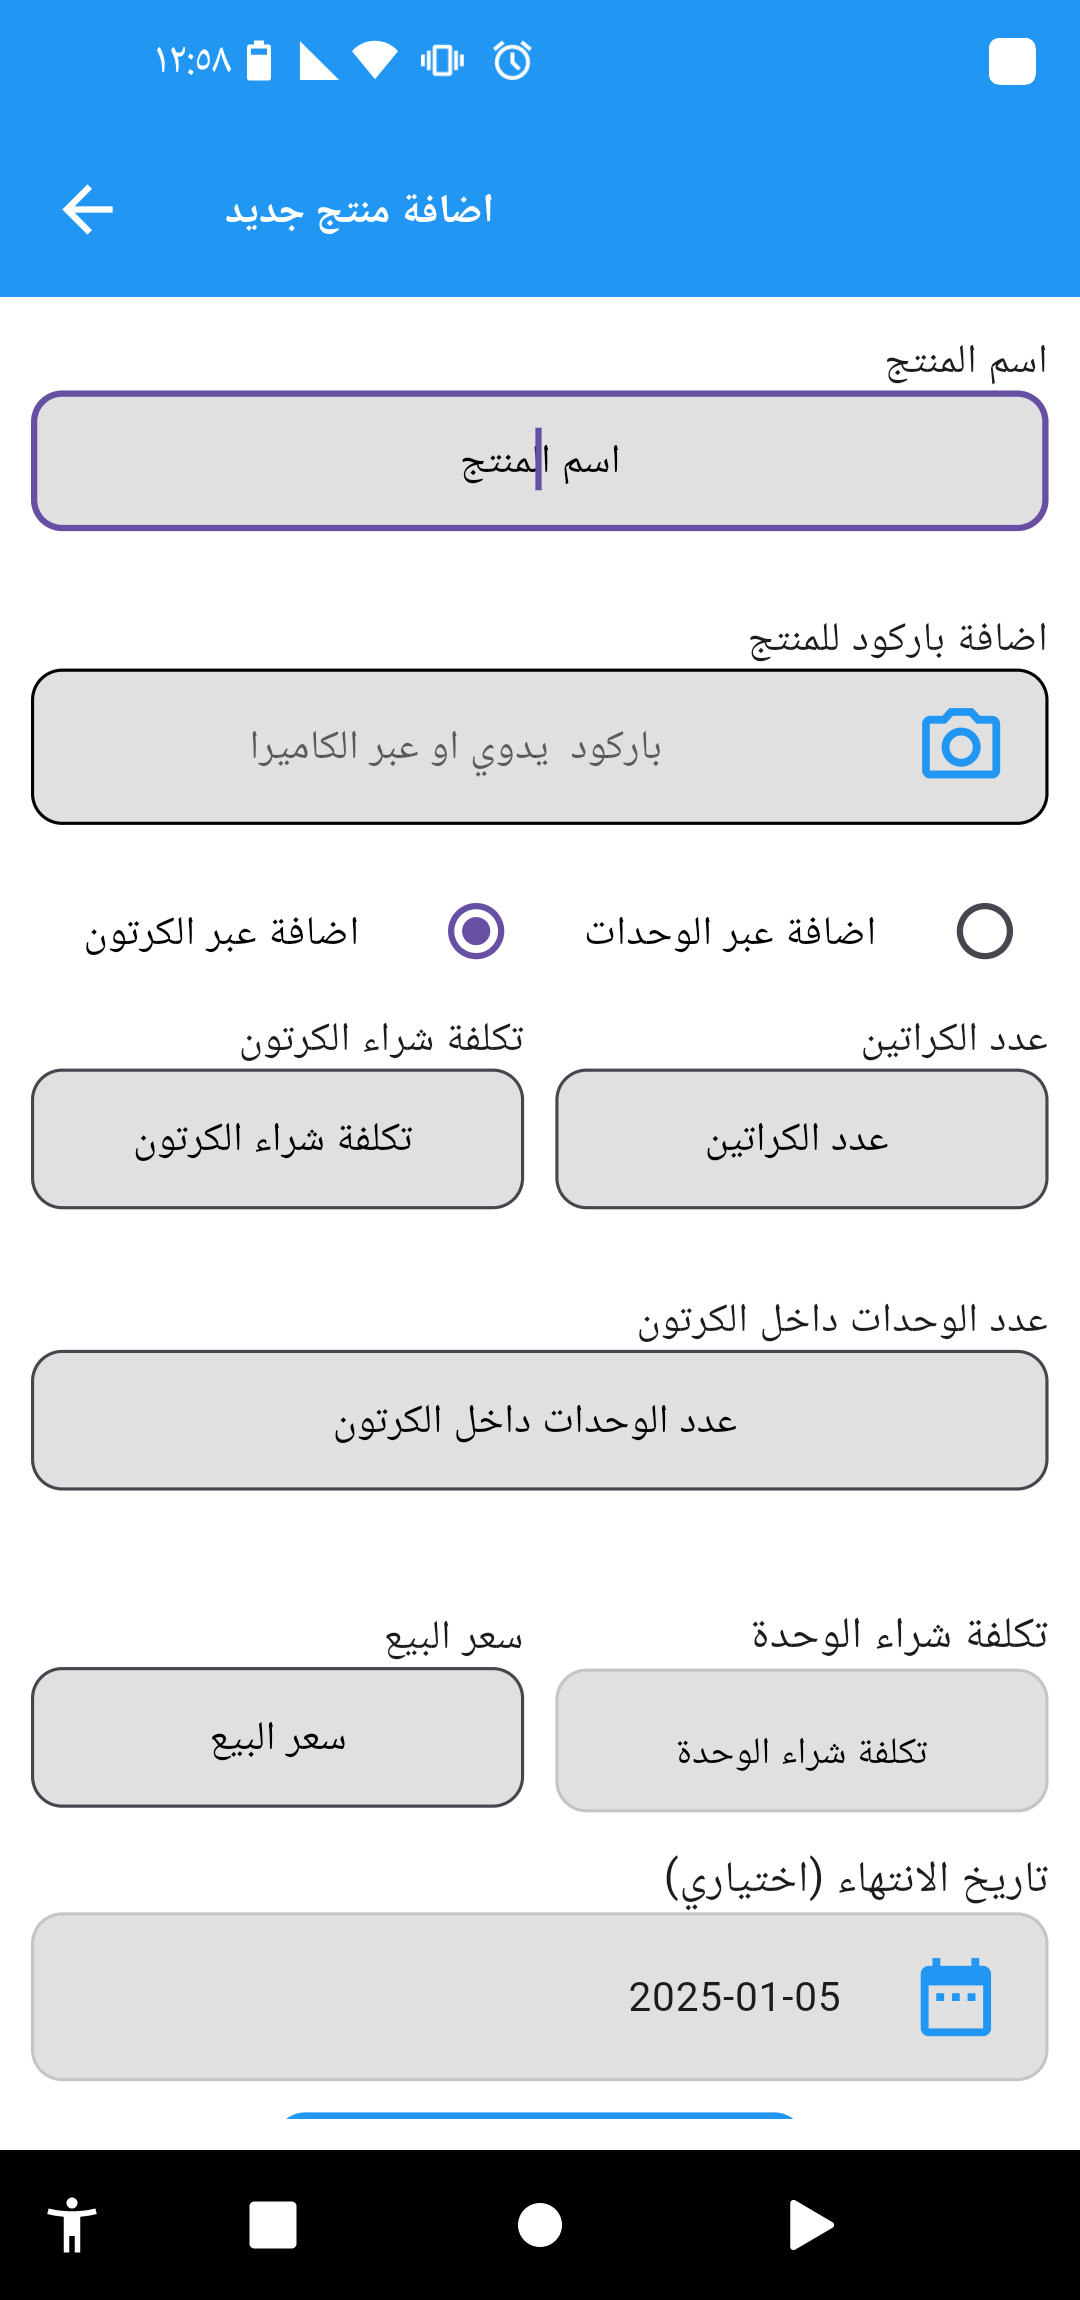 ١٢:٥٨
اضافة منتج جديد
اسم المنتج
اسم المنتج
اضافة باركود للمنتج
باركود يدوي او عبر الكاميرا
اضافة عبر الوحدات
اضافة عبر الكرتون
عدد الكراتين
تكلفة شراء الكرتون
عدد الكراتين
تكلفة شراء الكرتون
عدد الوحدات داخل الكرتون
عدد الوحدات داخل الكرتون
تكلفة شراء الوحدة
سعر البيع
تكلفة شراء الوحدة
سعر البيع
تاريخ الانتهاء (اختياري)
2025-01-05